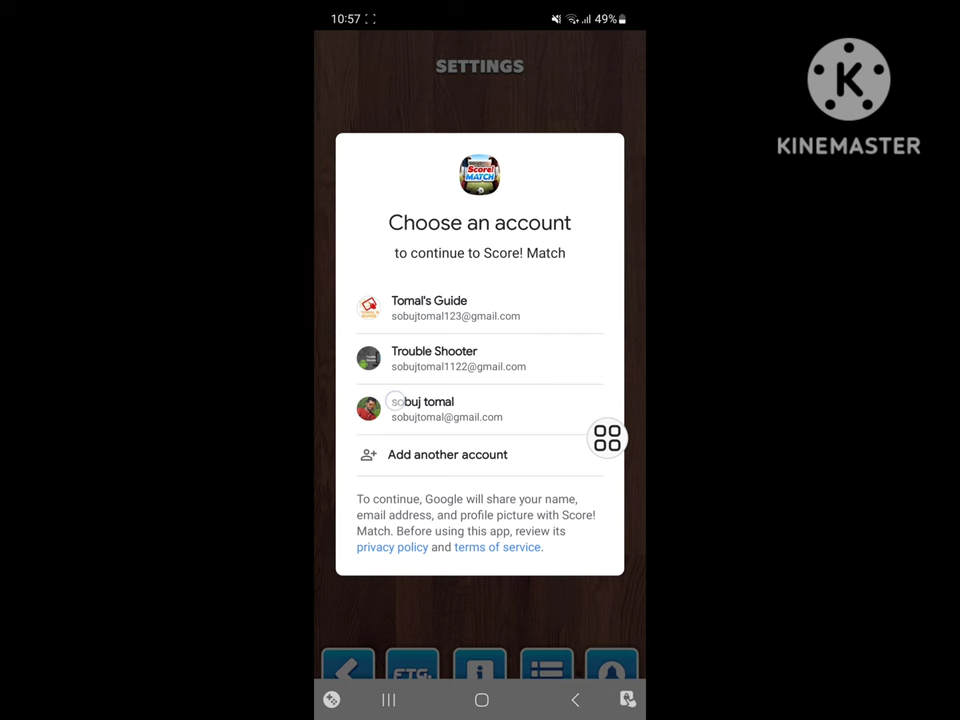 10:57
49%
SETTINGS
K
KINEMASTER
Score!
MATCH
Choose an account
to continue to Score! Match
Tomal's Guide
sobujtomal123@gmail.com
Trouble Shooter
sobujtomal1122@gmail.com
sobuj tomal
sobujtomal@gmail.com
Add another account
To continue, Google will share your name,
email address, and profile picture with Score!
Match. Before using this app, review its
privacy policy and terms of service.
FTG